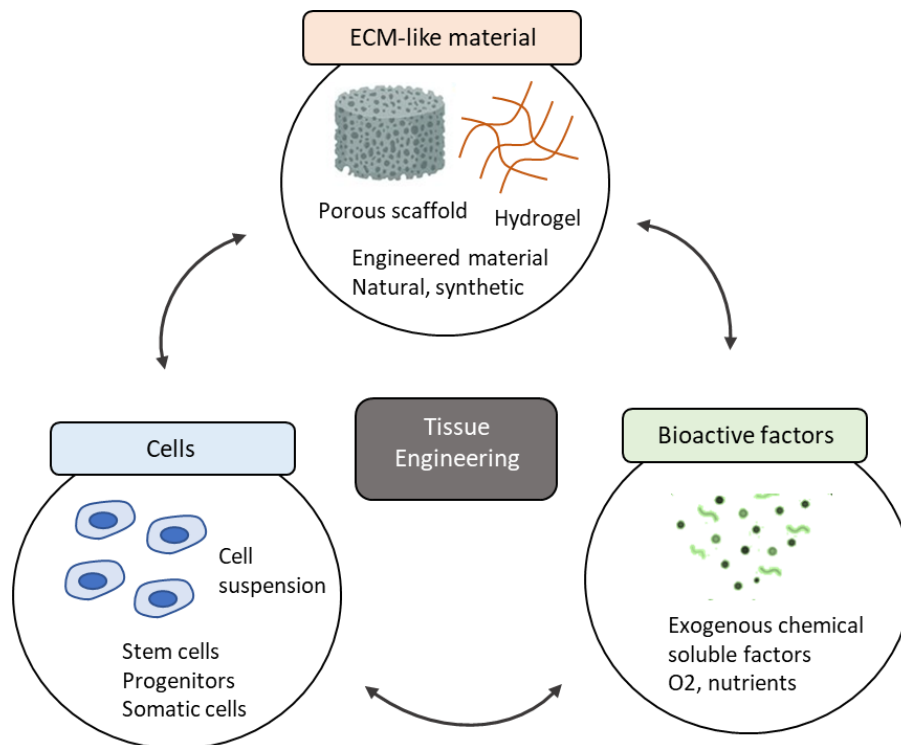 ECM-like material
Porous scaffold
Hydrogel
Engineered material
Natural, synthetic
Tissue
Engineering
Cells
Cell
suspension
Stem cells
Progenitors
Somatic cells
Bioactive factors
Exogenous chemical
soluble factors
O2, nutrients